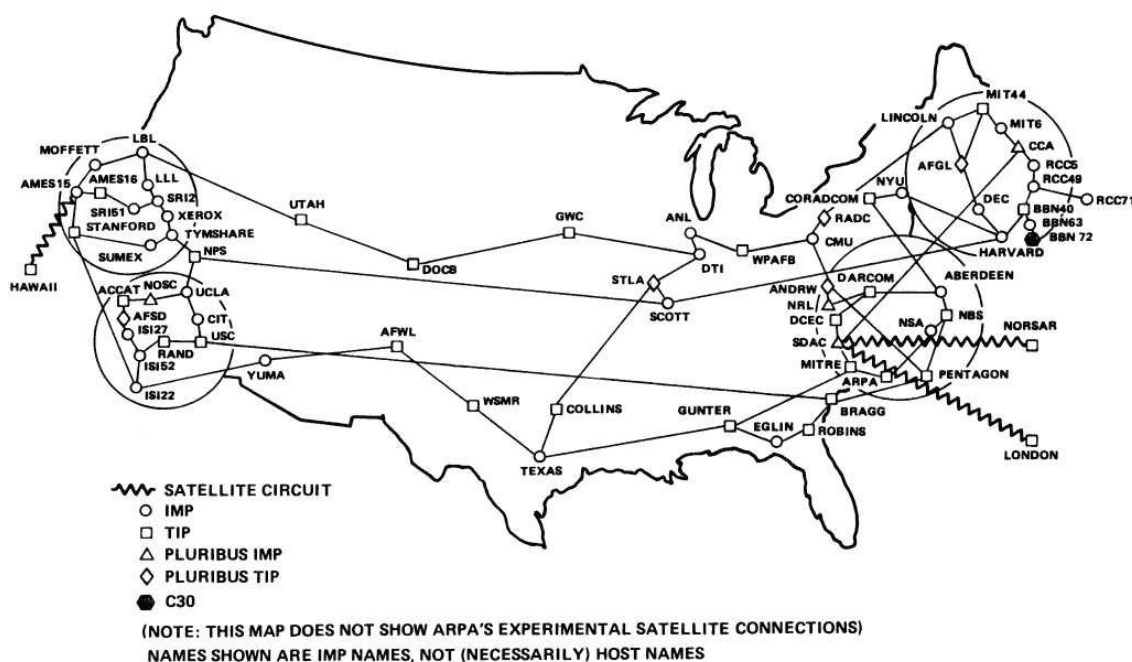 MIT44
LINCOLN
MIT6
CCA
RCC5
RCC49
RCC71
AFGL
DEC
BBN40
BBN63
BBN 72
HARVARD
NYU
CORADCOM
RADC
CMU
LBL
MOFFETT
LLL
AMES15
AMES16
SRI2
SRI51
XEROX
STANFORD
TYMSHARE
SUMEX
NPS
HAWAII
UTAH
GWC
DOCB
ANL
DTI
WPAFB
STLA
SCOTT
ANDRW
DARCOM
ABERDEEN
NRL
DCEC
NSA
NBS
NORSAR
SDAC
MITRE
ARPA
PENTAGON
BRAGG
LONDON
ACCAT
NOSC
UCLA
AFSD
CIT
ISI27
RAND
USC
ISI52
ISI22
YUMA
AFWL
WSMR
COLLINS
TEXAS
GUNTER
EGLIN
ROBINS
SATELLITE CIRCUIT
IMP
TIP
PLURIBUS IMP
PLURIBUS TIP
C30
(NOTE: THIS MAP DOES NOT SHOW ARPA'S EXPERIMENTAL SATELLITE CONNECTIONS)
NAMES SHOWN ARE IMP NAMES, NOT (NECESSARILY) HOST NAMES